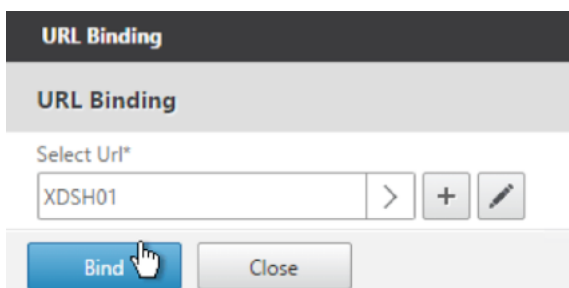 URL Binding
URL Binding
Select Url*
XDSH01
Bind Close